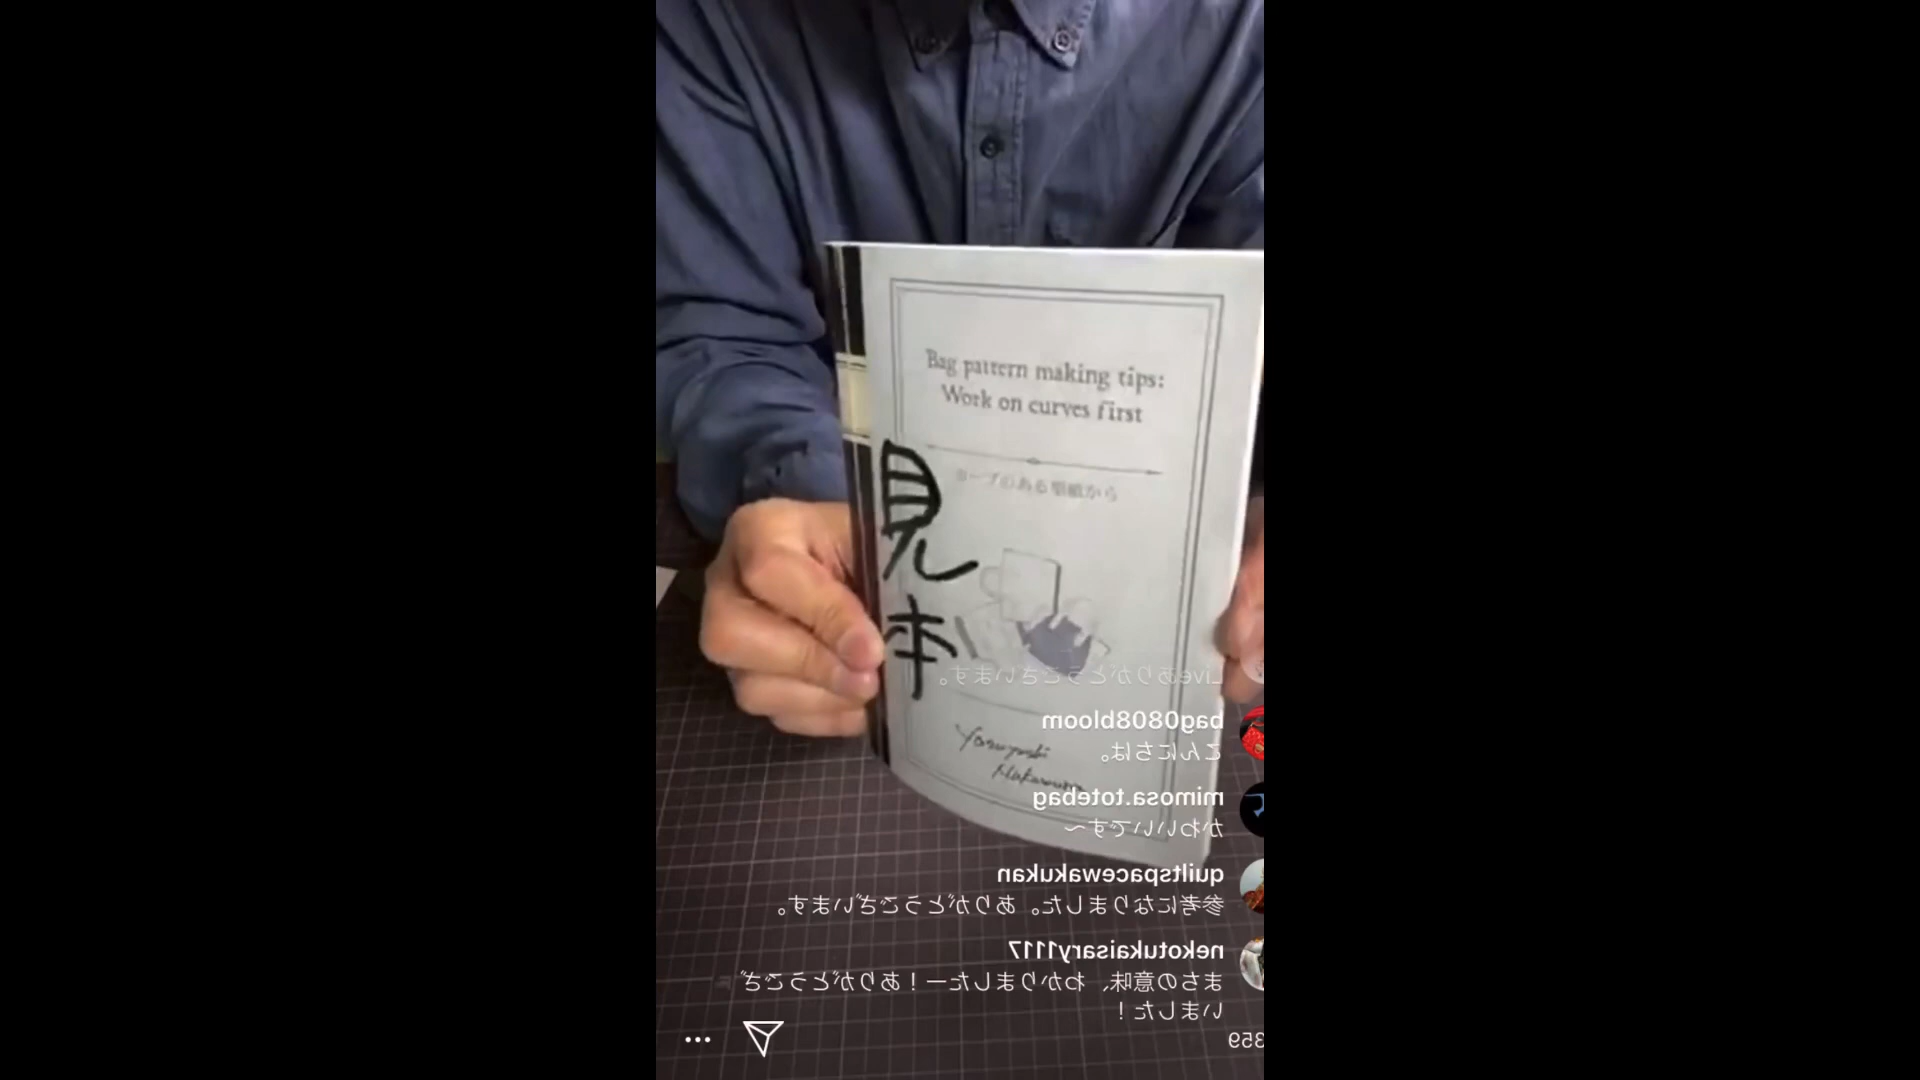 Bag pattern making tips:
Work on curves first
カーブのある型紙から
見本
Yasuyoshi
Liveありがとうございます。
bag0808bloom
こんにちは。
mimosa.totebag
かわいいです〜
quiltspacewakukan
参考になりました。ありがとうございます。
nekotukaisary1117
まちの意味、わかりましたー！ありがとうござ
いました！
359